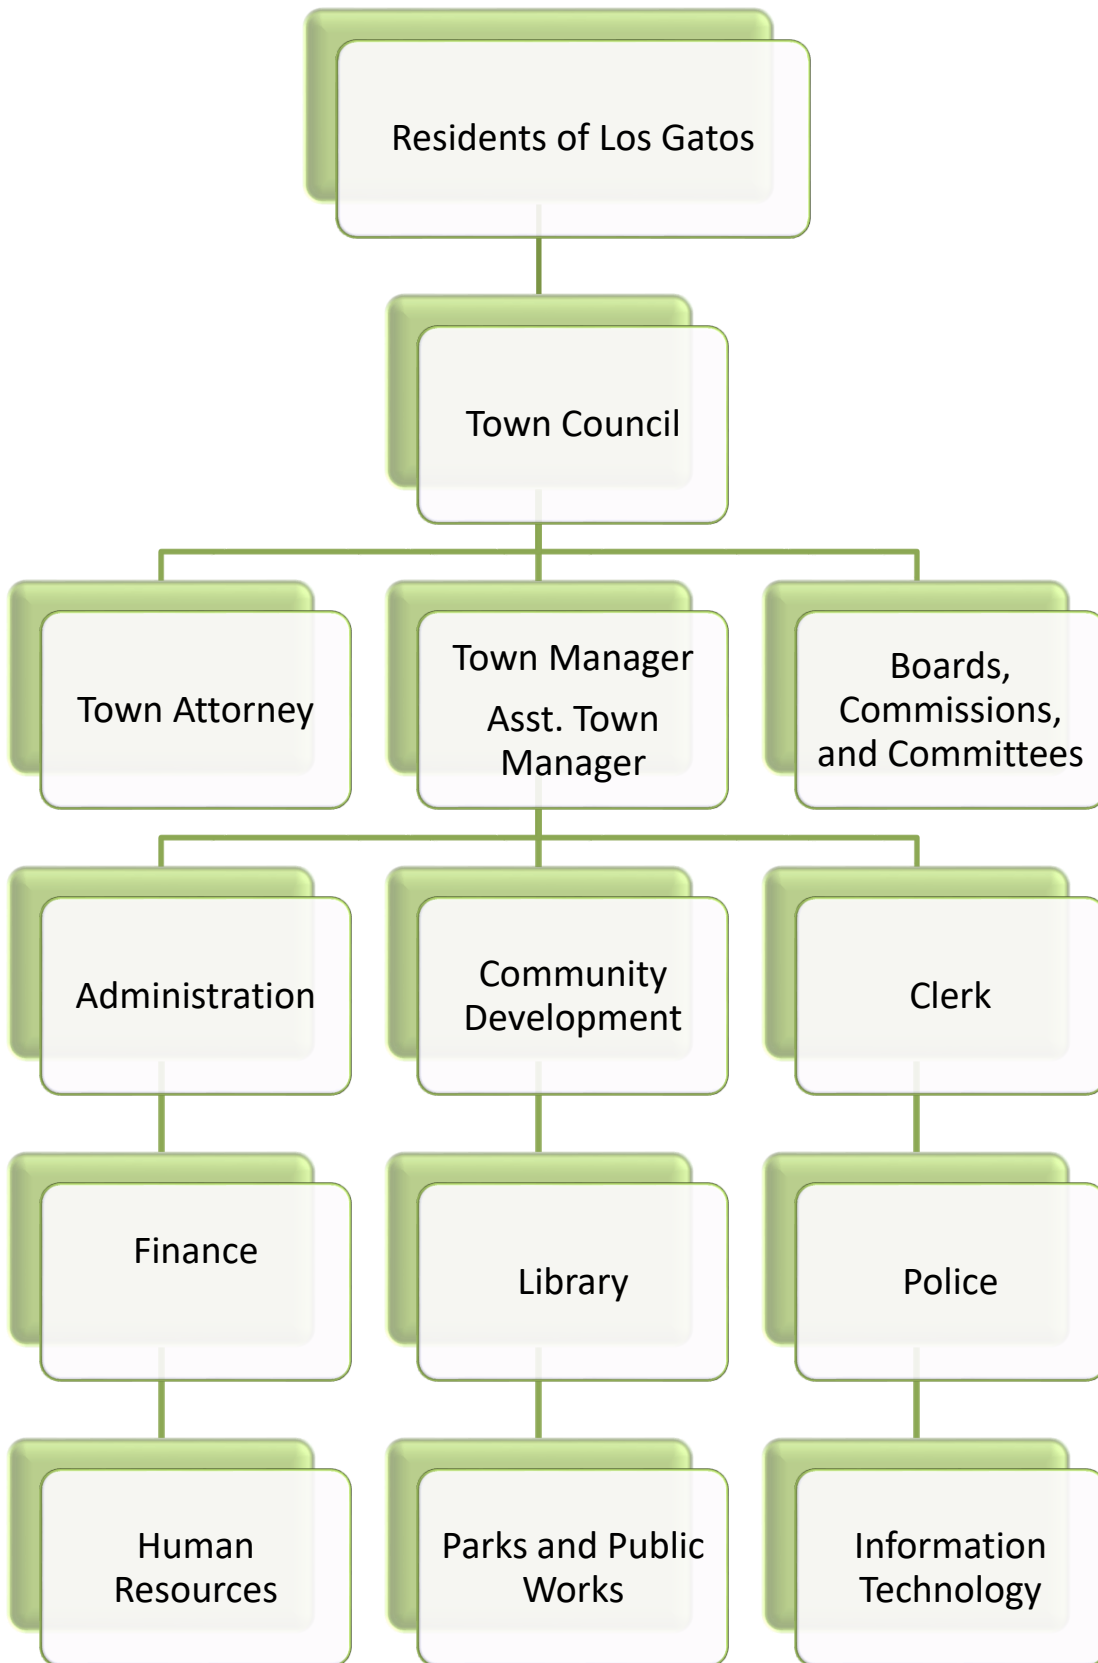 Residents of Los Gatos
Town Council
Town Attorney
Town Manager
Asst. Town
Manager
Boards,
Commissions,
and Committees
Administration
Community
Development
Clerk
Finance
Library
Police
Human
Resources
Parks and Public
Works
Information
Technology